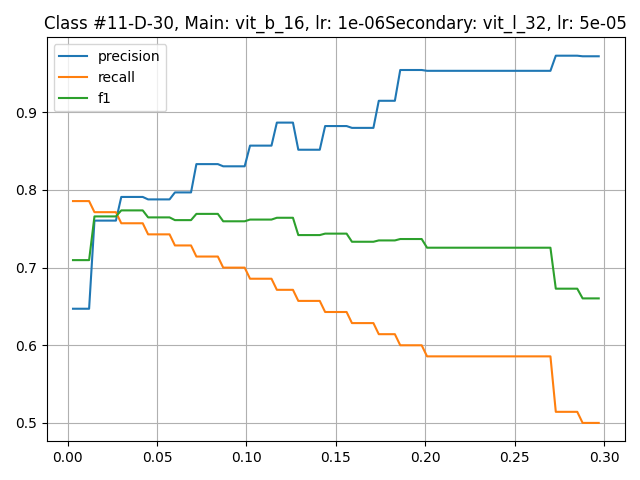 Class #11-D-30, Main: vit_b_16, lr: 1e-06Secondary: vit_l_32, lr: 5e-05
precision
recall
f1
0.9
0.8
0.7
0.6
0.5
0.00 0.05 0.10 0.15 0.20 0.25 0.30